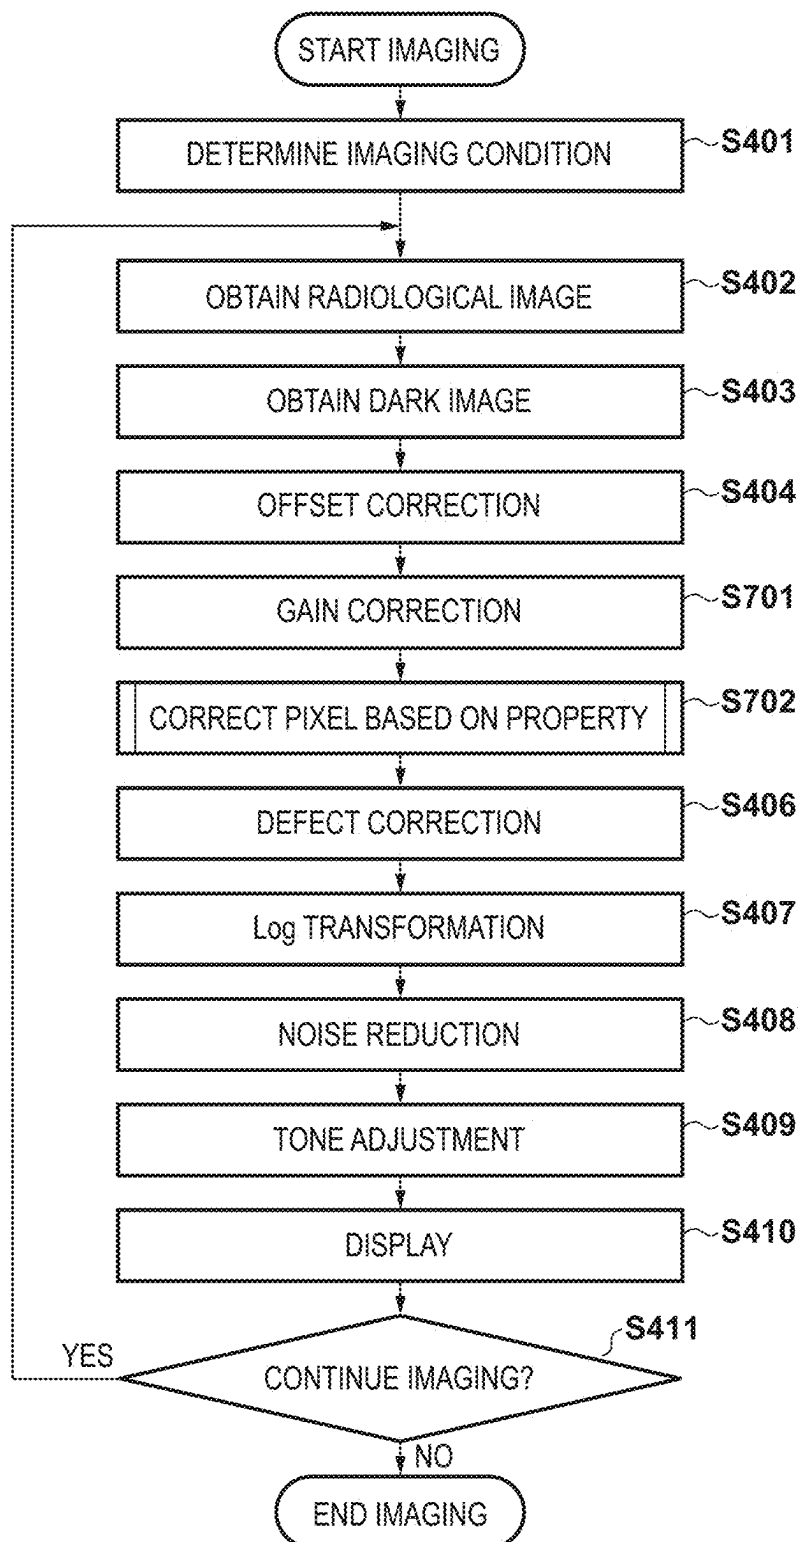 START IMAGING
DETERMINE IMAGING CONDITION
S401
OBTAIN RADIOLOGICAL IMAGE
S402
OBTAIN DARK IMAGE
S403
OFFSET CORRECTION
S404
GAIN CORRECTION
S701
CORRECT PIXEL BASED ON PROPERTY
S702
DEFECT CORRECTION
S406
Log TRANSFORMATION
S407
NOISE REDUCTION
S408
TONE ADJUSTMENT
S409
DISPLAY
S410
S411
YES
CONTINUE IMAGING?
NO
END IMAGING